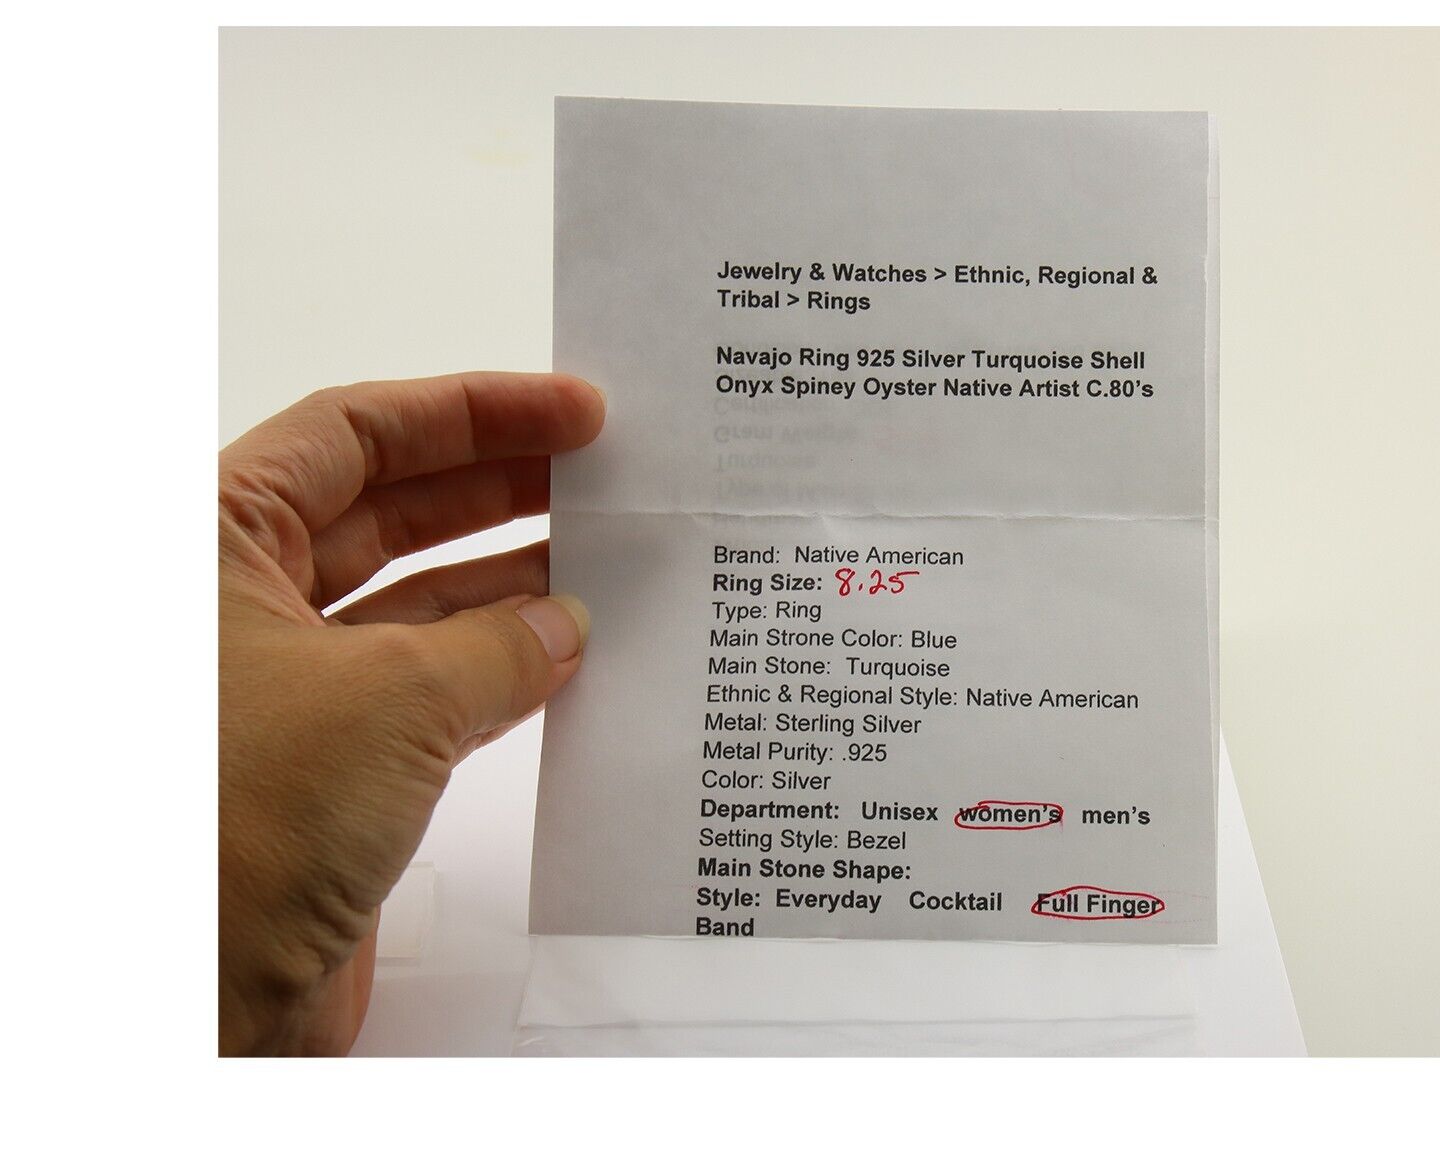 Jewelry & Watches > Ethnic, Regional &
Tribal > Rings
Navajo Ring 925 Silver Turquoise Shell
Onyx Spiney Oyster Native Artist C.80's
Gram Weight
Turquoise
Brand: Native American
Ring Size: 8.25
Type: Ring
Main Strone Color: Blue
Main Stone: Turquoise
Ethnic & Regional Style: Native American
Metal: Sterling Silver
Metal Purity: .925
Color: Silver
Department: Unisex women's men's
Setting Style: Bezel
Main Stone Shape:
Style: Everyday Cocktail Full Finger
Band